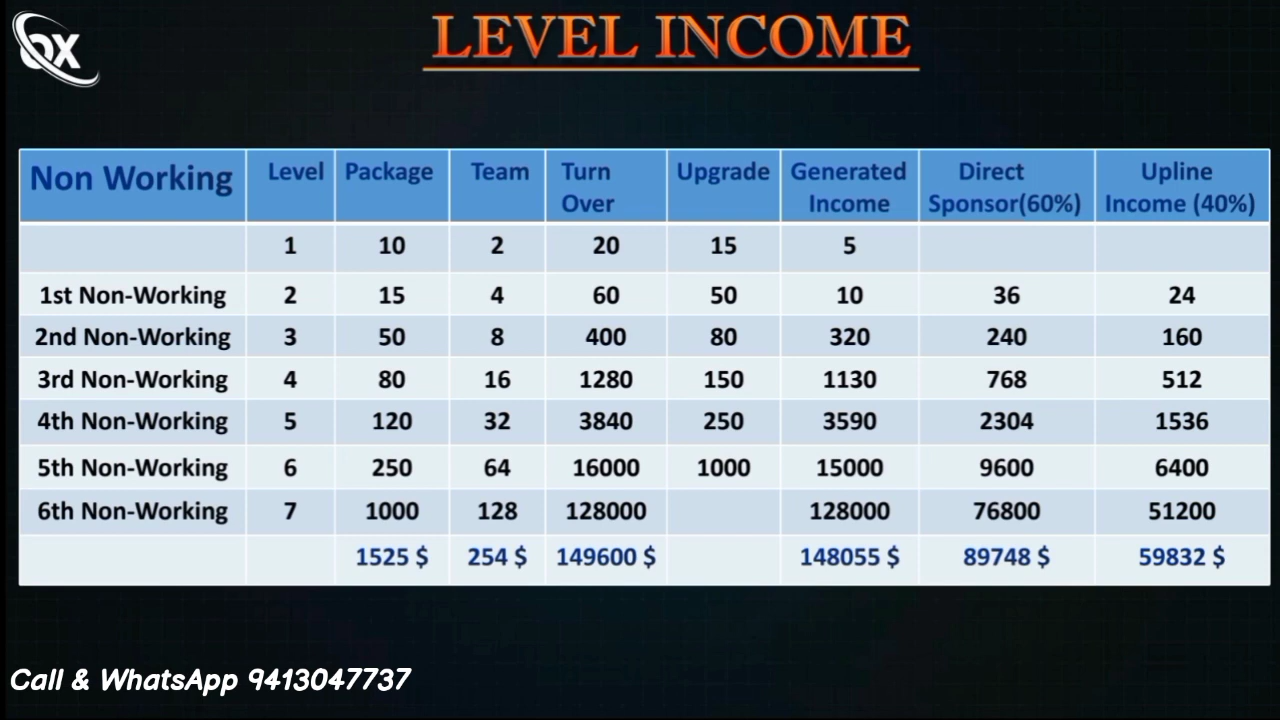 QX
LEVEL INCOME
Non Working Level Package Team Turn Over Upgrade Generated Income Direct Sponsor(60%) Upline Income (40%)
1 10 2 20 15 5
1st Non-Working 2 15 4 60 50 10 36 24
2nd Non-Working 3 50 8 400 80 320 240 160
3rd Non-Working 4 80 16 1280 150 1130 768 512
4th Non-Working 5 120 32 3840 250 3590 2304 1536
5th Non-Working 6 250 64 16000 1000 15000 9600 6400
6th Non-Working 7 1000 128 128000 128000 76800 51200
1525 $ 254 $ 149600 $ 148055 $ 89748 $ 59832 $
Call & WhatsApp 9413047737